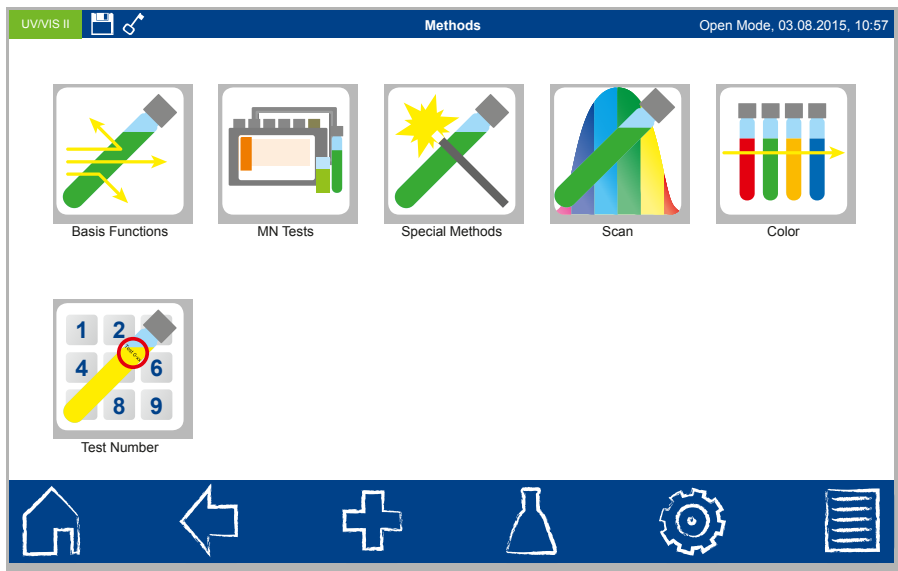 UV/VIS II
Methods
Open Mode, 03.08.2015, 10:57
Basis Functions
MN Tests
Special Methods
Scan
Color
1 2
4 6
8 9
Test Number